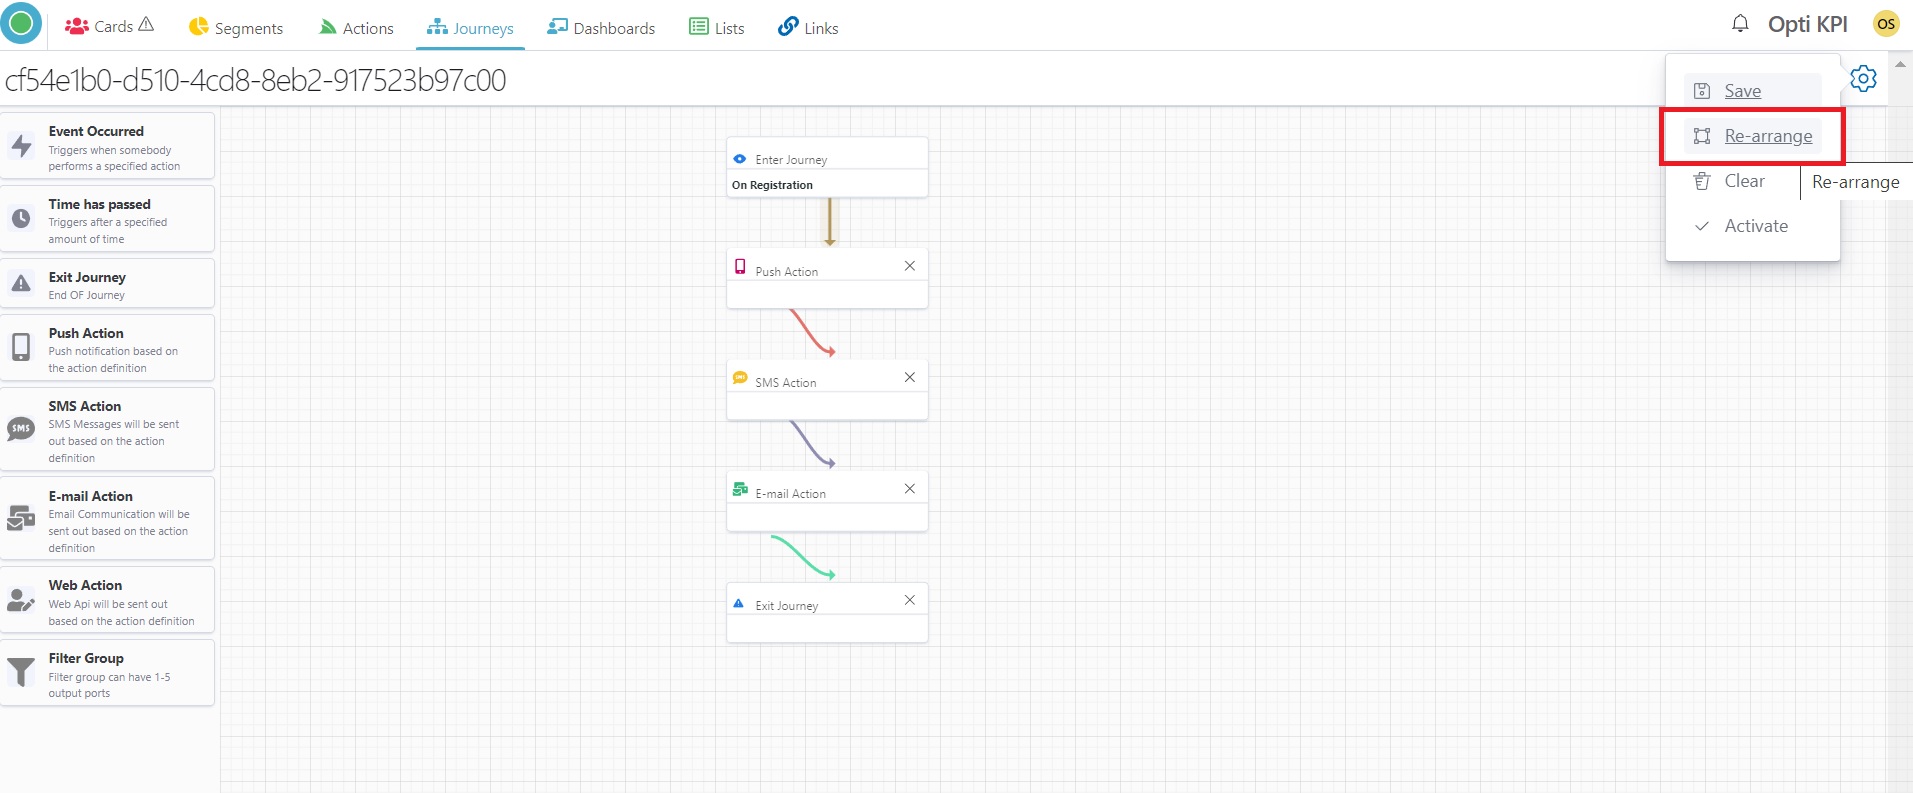 Cards
Segments
Actions
Journeys
Dashboards
Lists
Links
Opti KPI
OS
cf54e1b0-d510-4cd8-8eb2-917523b97c00
Save
Re-arrange
Clear
Re-arrange
Activate
Event Occurred
Triggers when somebody
performs a specified action
Time has passed
Triggers after a specified
amount of time
Exit Journey
End OF Journey
Push Action
Push notification based on
the action definition
SMS Action
SMS
SMS Messages will be sent
out based on the action
definition
E-mail Action
Email Communication will be
sent out based on the action
definition
Web Action
Web Api will be sent out
based on the action definition
Filter Group
Filter group can have 1-5
output ports
Enter Journey
On Registration
Push Action
SMS Action
E-mail Action
Exit Journey